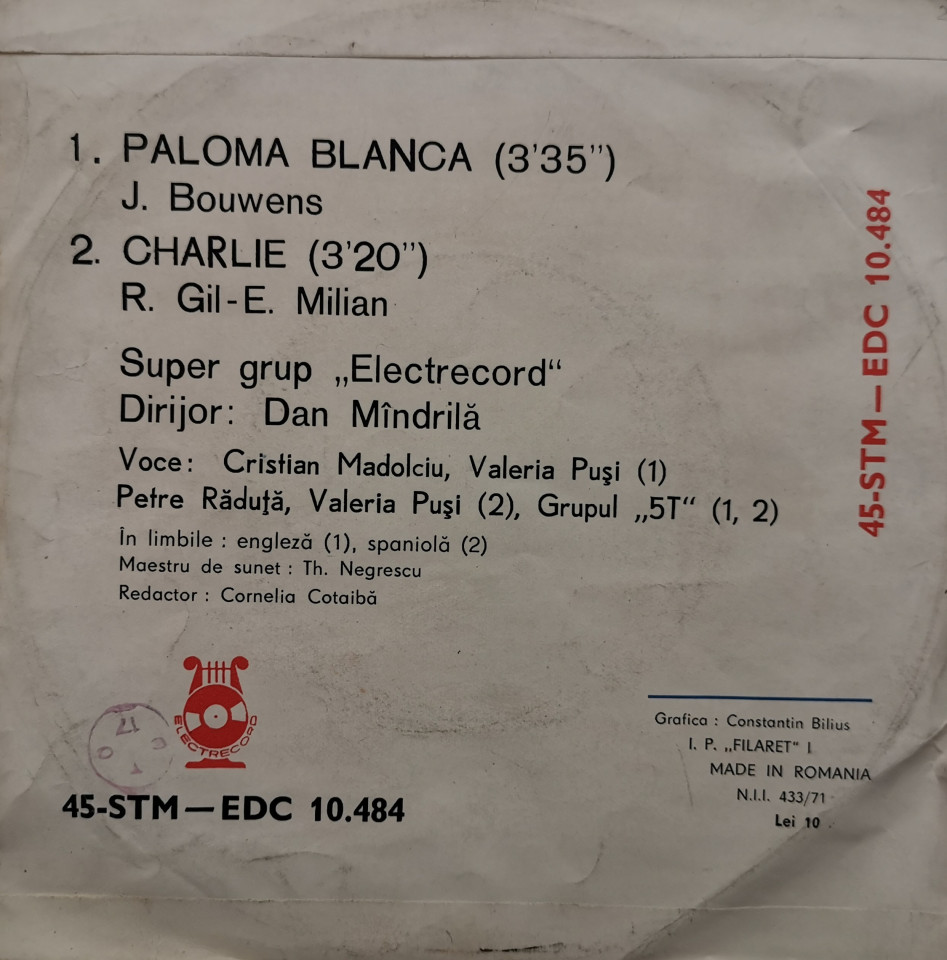 1. PALOMA BLANCA (3'35")
J. Bouwens
2. CHARLIE (3'20")
R. Gil-E. Milian
Super grup „Electrecord“
Dirijor: Dan Mîndrilă
Voce: Cristian Madolciu, Valeria Puşi (1)
Petre Răduţă, Valeria Puşi (2), Grupul „5T“ (1, 2)
În limbile : engleză (1), spaniolă (2)
Maestru de sunet : Th. Negrescu
Redactor : Cornelia Cotaibă
45-STM—EDC 10.484
ELECTRECORD
45-STM—EDC 10.484
Grafica : Constantin Bilius
I. P. „FILARET“ I
MADE IN ROMANIA
N.I.I. 433/71
Lei 10